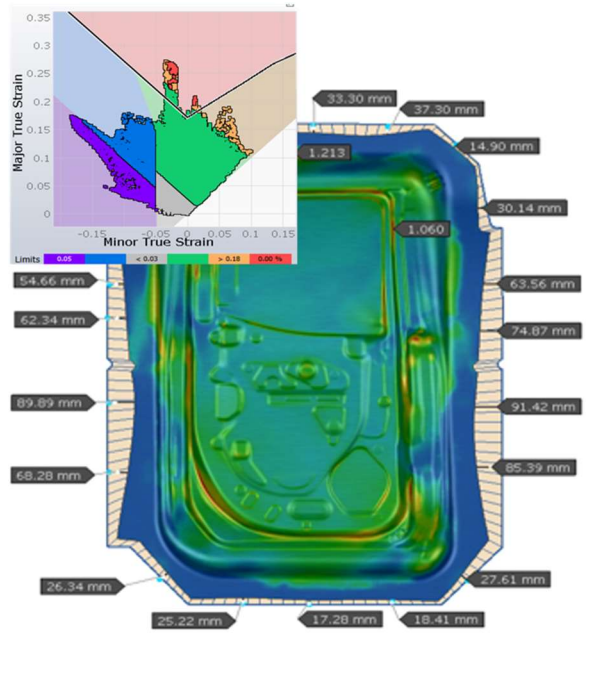 0.35
0.3
0.25
0.2
0.15
0.1
0.05
0
Major True Strain
-0.15
-0.05
0
0.05
0.15
Minor True Strain
Limits 0.05 < 0.03 > 0.18 0.00 %
33.30 mm
37.30 mm
1.213
14.90 mm
30.14 mm
1.060
54.66 mm
63.56 mm
62.34 mm
74.87 mm
89.89 mm
91.42 mm
68.28 mm
85.39 mm
26.34 mm
27.61 mm
25.22 mm
17.28 mm
18.41 mm